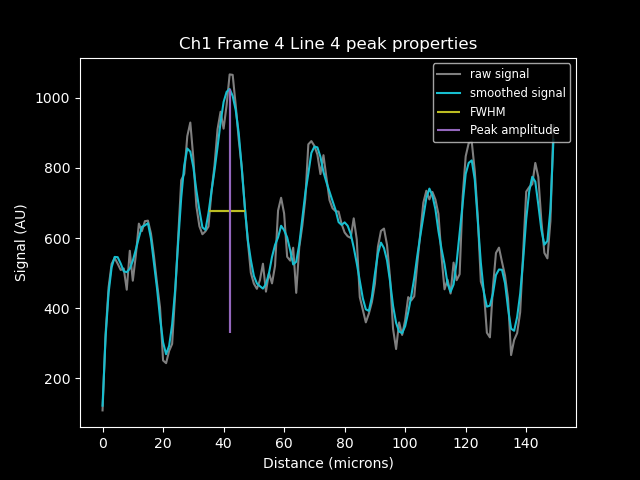 Ch1 Frame 4 Line 4 peak properties
raw signal
smoothed signal
FWHM
Peak amplitude
1000
800
600
400
200
Signal (AU)
0 20 40 60 80 100 120 140
Distance (microns)